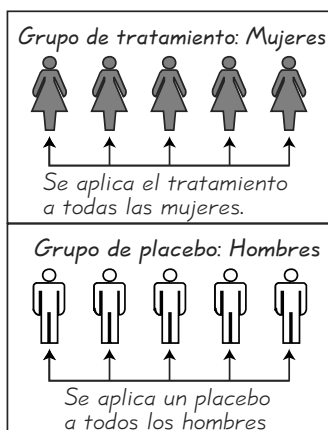 Grupo de tratamiento: Mujeres
Se aplica el tratamiento
a todas las mujeres.
Grupo de placebo: Hombres
Se aplica un placebo
a todos los hombres